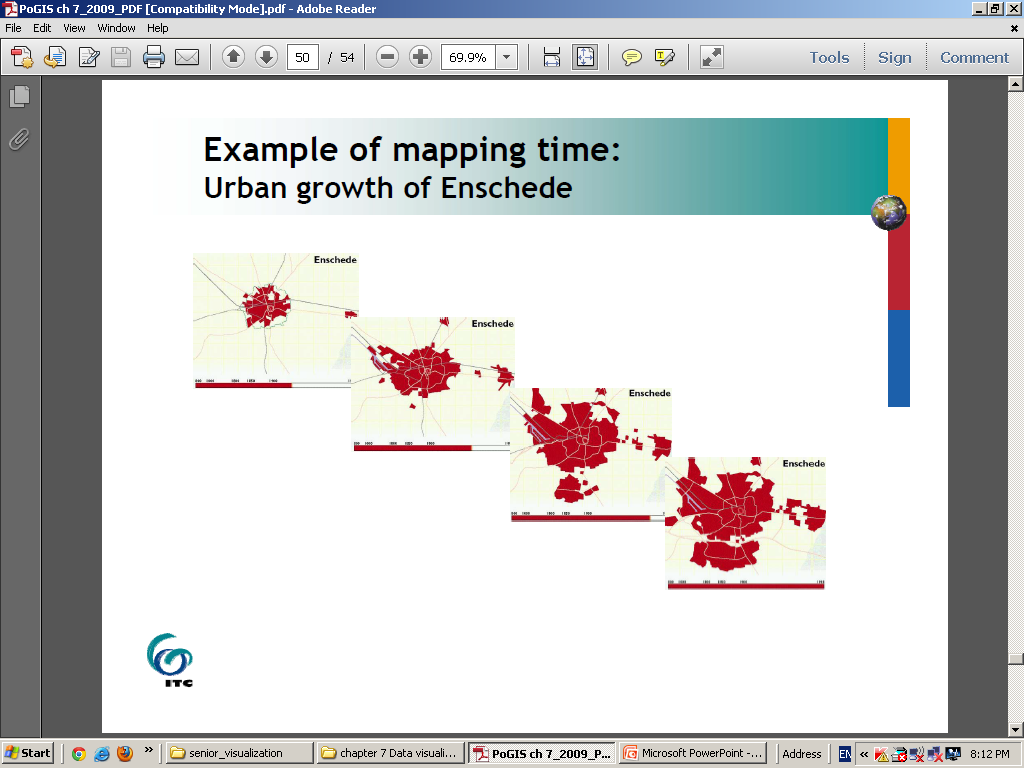 PoGIS ch 7_2009_PDF [Compatibility Mode].pdf - Adobe Reader
File Edit View Window Help
50 / 54 69.9% Tools Sign Comment
Example of mapping time:
Urban growth of Enschede
Enschede
Enschede
Enschede
Enschede
ITC
Start » senior_visualization chapter 7 Data visuali... PoGIS ch 7_2009_P... Microsoft PowerPoint -... Address EN « 8:12 PM